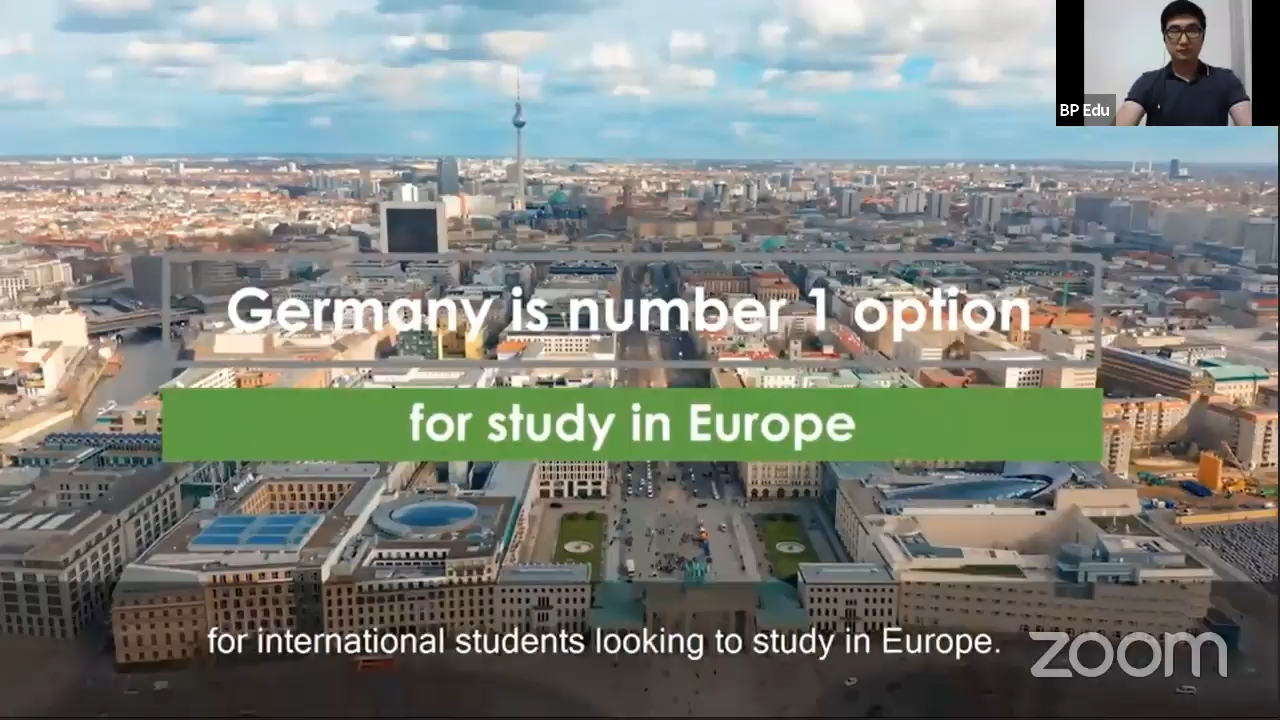 BP Edu
Germany is number 1 option
for study in Europe
for international students looking to study in Europe.
zoom